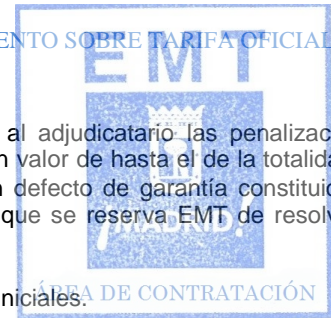 ENTO SOBRE TARIFA OFICIAL
EMT
al adjudicatario las penalizac
n valor de hasta el de la totalida
n defecto de garantía constituid
que se reserva EMT de resolv
¡MADRID!
niciales.
ÁREA DE CONTRATACIÓN